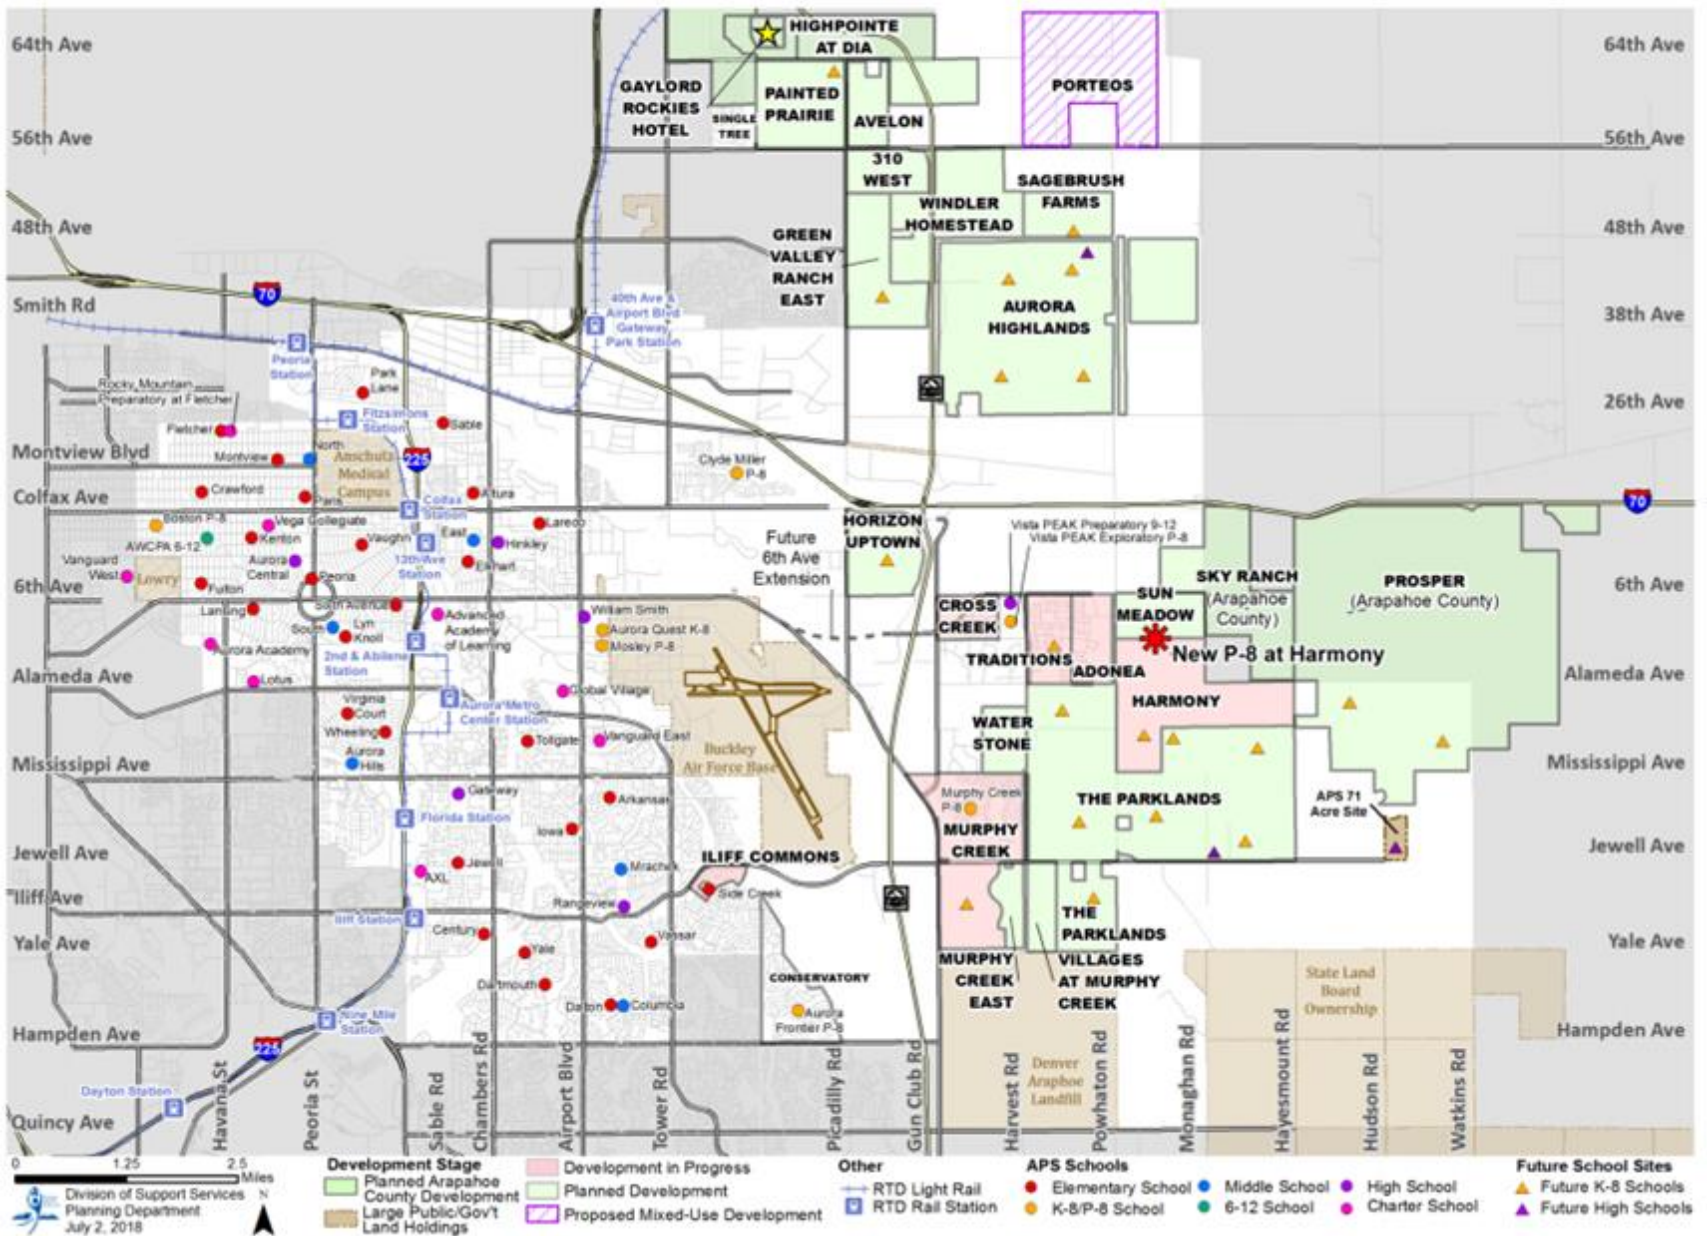 64th Ave
56th Ave
48th Ave
Smith Rd
Montview Blvd
Colfax Ave
6th Ave
Alameda Ave
Mississippi Ave
Jewell Ave
Iliff Ave
Yale Ave
Hampden Ave
Quincy Ave
HIGHPOINTE
AT DIA
GAYLORD
ROCKIES
HOTEL
SINGLE
TREE
PAINTED
PRAIRIE
AVELON
PORTEOS
310
WEST
SAGEBRUSH
FARMS
WINDLER
HOMESTEAD
GREEN
VALLEY
RANCH
EAST
AURORA
HIGHLANDS
70
40th Ave &
Airport Blvd
Gateway
Park Station
Peoria
Station
Park
Lane
Rocky Mountain
Preparatory at Fletcher
Fletcher
Fitzsimons
Station
Sable
North
Montview
Anschutz
Medical
Campus
225
Crawford
Paris
Altura
Colfax
Station
Clyde Miller
P-8
Boston P-8
Vega Collegiate
Laredo
AWCPA 6-12
Kenton
Vaughn
East
Hinkley
Vanguard
West
Aurora
Central
13th Ave
Station
Elkhart
Lowry
Fulton
Peoria
Lansing
Sixth Avenue
South
Lyn
Knoll
Advanced
Academy
of Learning
William Smith
Aurora Quest K-8
Mosley P-8
Aurora Academy
2nd & Abilene
Station
Lotus
Global Village
Virginia
Court
Aurora Metro
Center Station
Wheeling
Tollgate
Vanguard East
Aurora
Hills
Buckley
Air Force Base
Gateway
Arkansas
Florida Station
Iowa
Jewell
Mrachek
AXL
ILIFF COMMONS
Side Creek
Rangeview
Iliff Station
Century
Vassar
Yale
Dartmouth
Dalton
Columbia
CONSERVATORY
Aurora
Frontier P-8
Nine Mile
Station
225
Dayton Station
HORIZON
UPTOWN
Future
6th Ave
Extension
Vista PEAK Preparatory 9-12
Vista PEAK Exploratory P-8
70
CROSS
CREEK
SUN
MEADOW
SKY RANCH
(Arapahoe
County)
PROSPER
(Arapahoe County)
TRADITIONS
ADONEA
New P-8 at Harmony
HARMONY
WATER
STONE
Murphy Creek
P-8
MURPHY
CREEK
THE PARKLANDS
APS 71
Acre Site
THE
PARKLANDS
VILLAGES
AT MURPHY
CREEK
MURPHY
CREEK
EAST
State Land
Board
Ownership
Denver
Araphoe
Landfill
64th Ave
56th Ave
48th Ave
38th Ave
26th Ave
6th Ave
Alameda Ave
Mississippi Ave
Jewell Ave
Yale Ave
Hampden Ave
Havana St
Peoria St
Sable Rd
Chambers Rd
Airport Blvd
Tower Rd
Picadilly Rd
Gun Club Rd
Harvest Rd
Powhaton Rd
Monaghan Rd
Hayesmount Rd
Hudson Rd
Watkins Rd
0 1.25 2.5
Miles
Division of Support Services
Planning Department
July 2, 2018
N
Development Stage
Planned Arapahoe
County Development
Large Public/Gov't
Land Holdings
Development in Progress
Planned Development
Proposed Mixed-Use Development
Other
RTD Light Rail
RTD Rail Station
APS Schools
Elementary School
K-8/P-8 School
Middle School
6-12 School
High School
Charter School
Future School Sites
Future K-8 Schools
Future High Schools